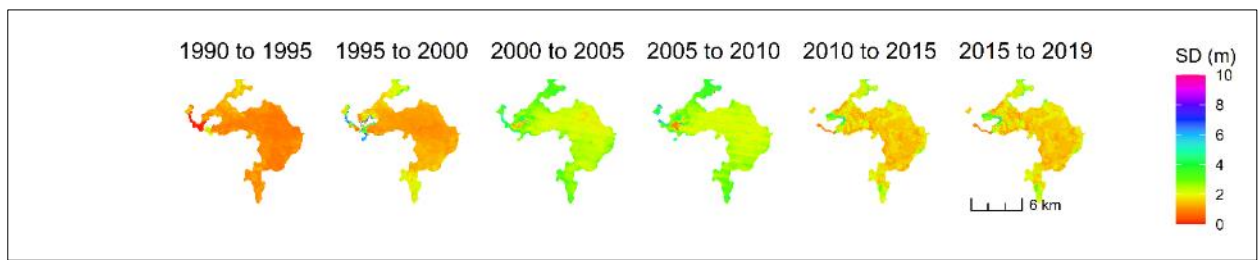 1990 to 1995
1995 to 2000
2000 to 2005
2005 to 2010
2010 to 2015
2015 to 2019
SD (m)
10
8
6
4
2
0
6 km